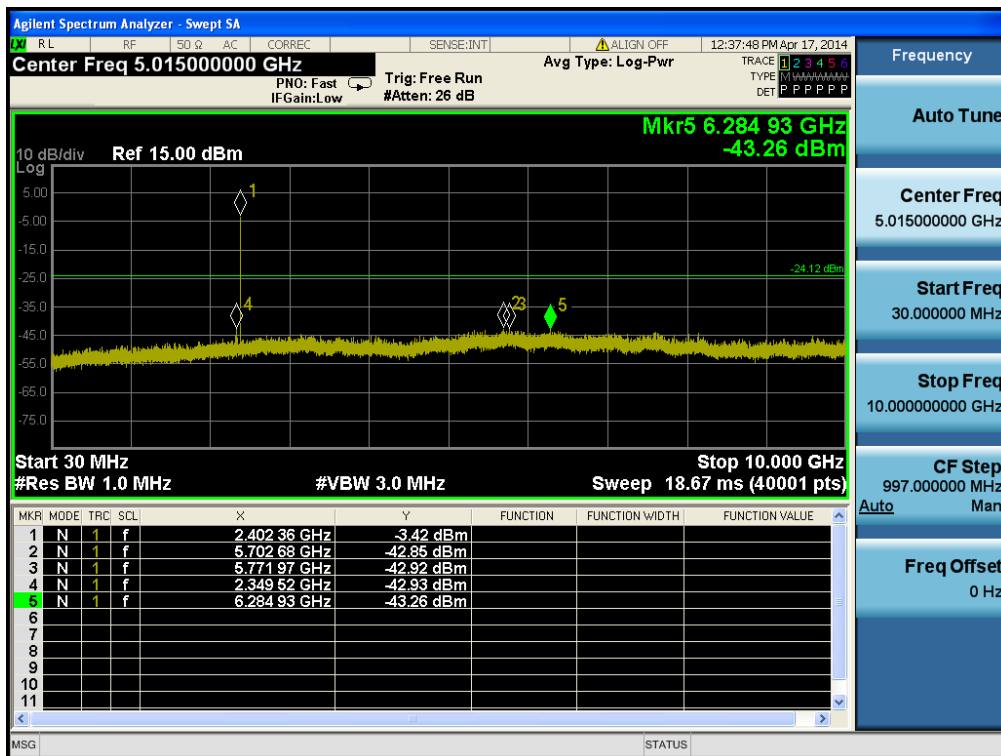 Agilent Spectrum Analyzer - Swept SA
LXI RL RF 50 Ω AC CORREC SENSE:INT ALIGN OFF 12:37:48 PM Apr 17, 2014
Center Freq 5.015000000 GHz
PNO: Fast
IFGain:Low
Trig: Free Run
#Atten: 26 dB
Avg Type: Log-Pwr
TRACE 1 2 3 4 5 6
TYPE M
DET P P P P P P
Mkr5 6.284 93 GHz
-43.26 dBm
10 dB/div Ref 15.00 dBm
Log
5.00
-5.00
-15.0
-25.0
-35.0
-45.0
-55.0
-65.0
-75.0
1
4
2 3
5
-24.12 dBm
Start 30 MHz Stop 10.000 GHz
#Res BW 1.0 MHz #VBW 3.0 MHz Sweep 18.67 ms (40001 pts)
MKR MODE TRC SCL X Y FUNCTION FUNCTION WIDTH FUNCTION VALUE
1 N 1 f 2.402 36 GHz -3.42 dBm
2 N 1 f 5.702 68 GHz -42.85 dBm
3 N 1 f 5.771 97 GHz -42.92 dBm
4 N 1 f 2.349 52 GHz -42.93 dBm
5 N 1 f 6.284 93 GHz -43.26 dBm
6
7
8
9
10
11
MSG STATUS
Frequency
Auto Tune
Center Freq
5.015000000 GHz
Start Freq
30.000000 MHz
Stop Freq
10.000000000 GHz
CF Step
997.000000 MHz
Auto Man
Freq Offset
0 Hz